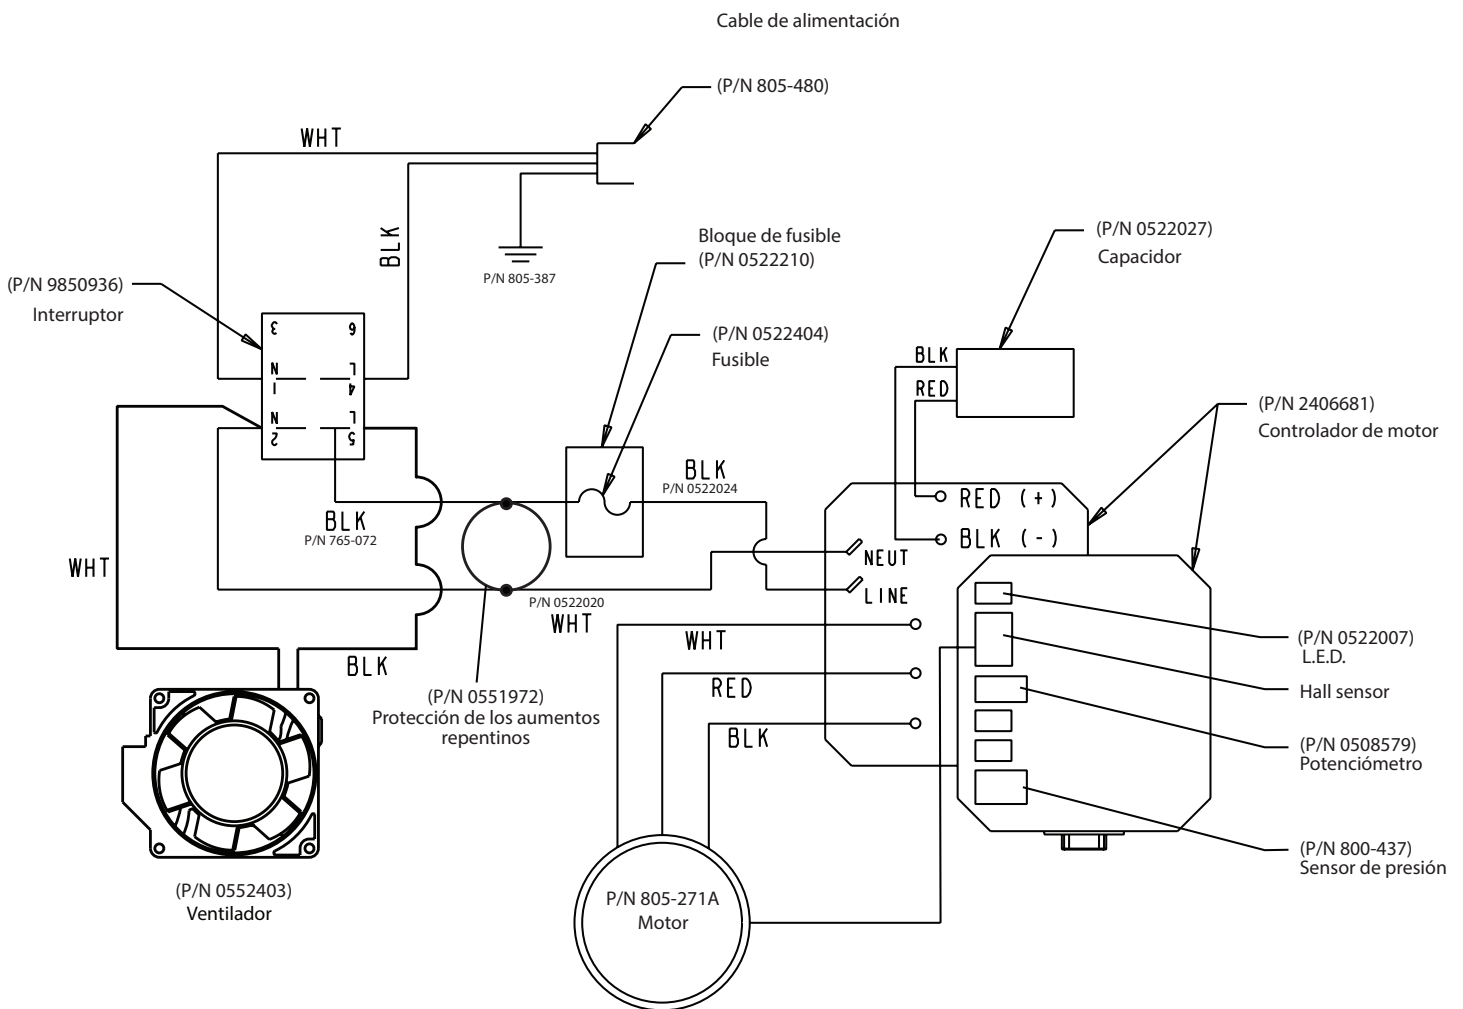 Cable de alimentación
(P/N 805-480)
WHT
BLK
P/N 805-387
Bloque de fusible
(P/N 0522210)
(P/N 0522027)
Capacidor
(P/N 9850936)
Interruptor
3 6
N L
1 4
N L
2 5
(P/N 0522404)
Fusible
BLK
RED
(P/N 2406681)
Controlador de motor
BLK
P/N 0522024
RED (+)
BLK (-)
BLK
P/N 765-072
NEUT
LINE
WHT
P/N 0522020
WHT
WHT
RED
BLK
BLK
(P/N 0551972)
Protección de los aumentos
repentinos
(P/N 0522007)
L.E.D.
Hall sensor
(P/N 0508579)
Potenciómetro
(P/N 800-437)
Sensor de presión
(P/N 0552403)
Ventilador
P/N 805-271A
Motor